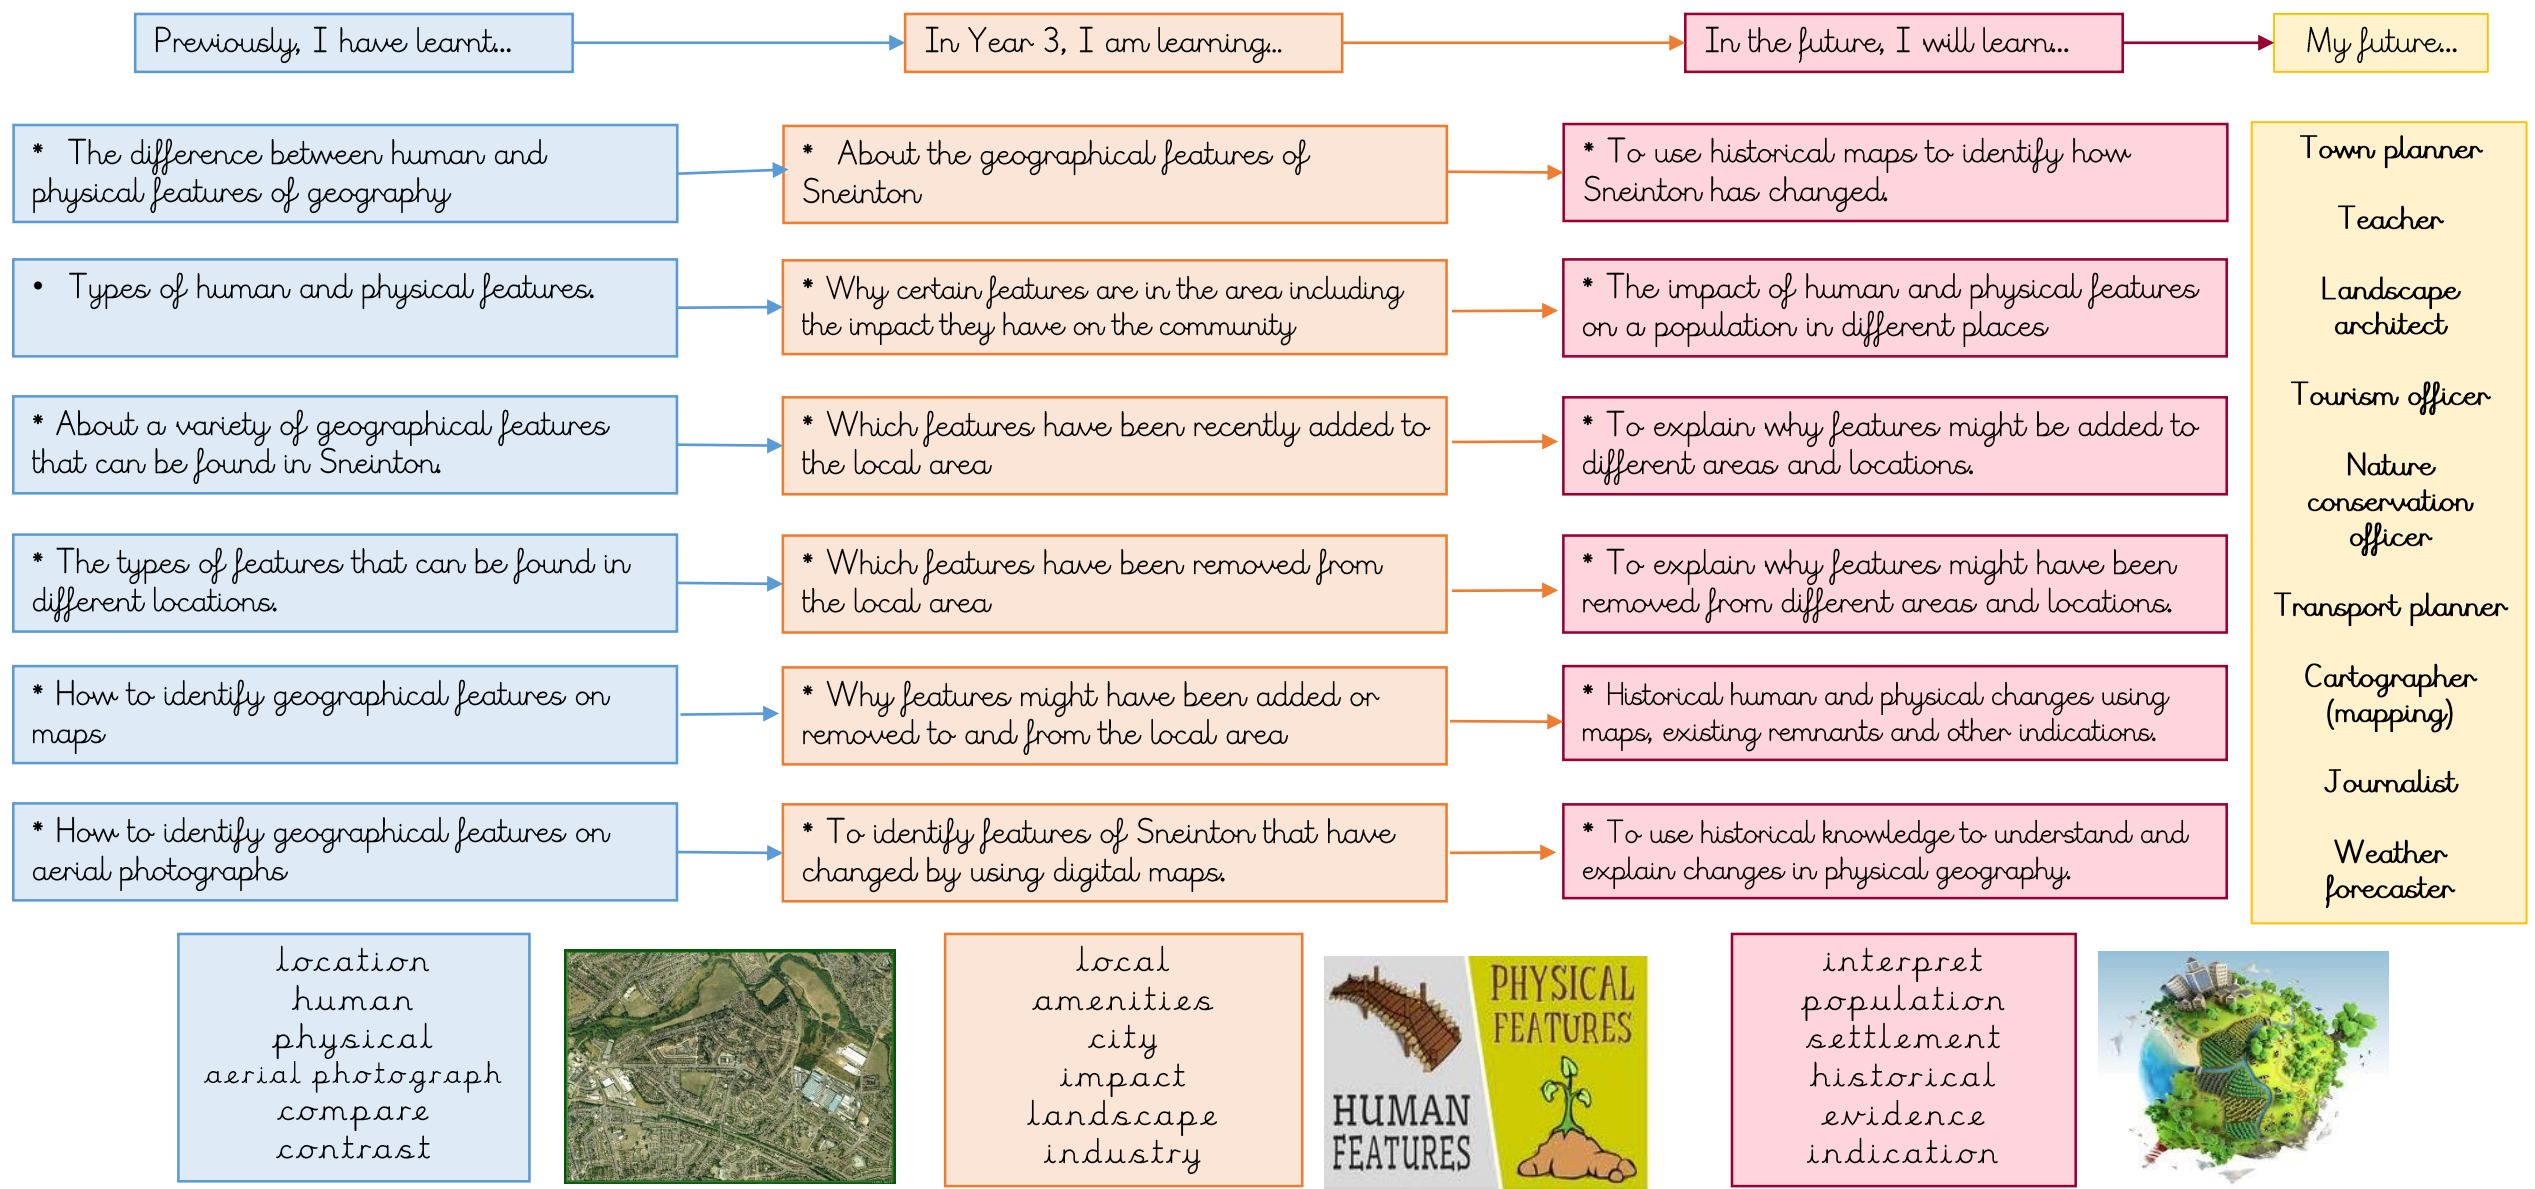 Previously, I have learnt...
In Year 3, I am learning...
In the future, I will learn...
My future...
* The difference between human and
physical features of geography
* About the geographical features of
Sneinton
* To use historical maps to identify how
Sneinton has changed.
• Types of human and physical features.
* Why certain features are in the area including
the impact they have on the community
* The impact of human and physical features
on a population in different places
* About a variety of geographical features
that can be found in Sneinton.
* Which features have been recently added to
the local area
* To explain why features might be added to
different areas and locations.
* The types of features that can be found in
different locations.
* Which features have been removed from
the local area
* To explain why features might have been
removed from different areas and locations.
* How to identify geographical features on
maps
* Why features might have been added or
removed to and from the local area
* Historical human and physical changes using
maps, existing remnants and other indications.
* How to identify geographical features on
aerial photographs
* To identify features of Sneinton that have
changed by using digital maps.
* To use historical knowledge to understand and
explain changes in physical geography.
Town planner
Teacher
Landscape
architect
Tourism officer
Nature
conservation
officer
Transport planner
Cartographer
(mapping)
Journalist
Weather
forecaster
location
human
physical
aerial photograph
compare
contrast
local
amenities
city
impact
landscape
industry
HUMAN
FEATURES
PHYSICAL
FEATURES
interpret
population
settlement
historical
evidence
indication